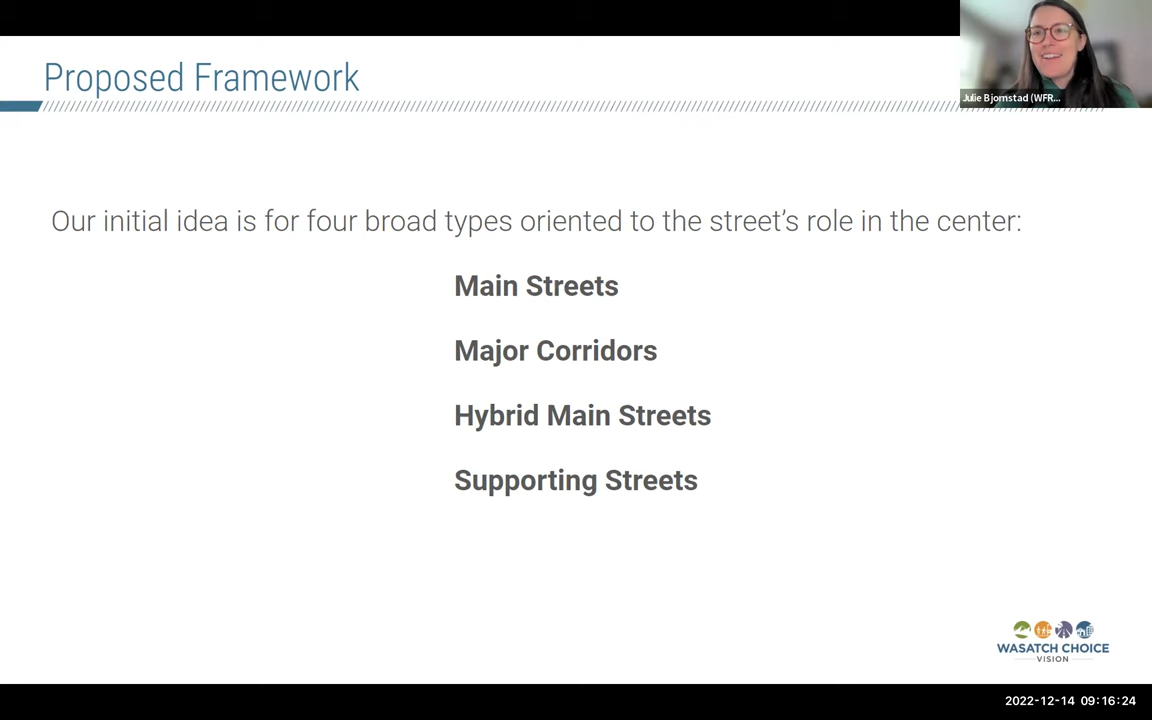 Proposed Framework
Julie Bjornstad (WFR...
Our initial idea is for four broad types oriented to the street's role in the center:
Main Streets
Major Corridors
Hybrid Main Streets
Supporting Streets
WASATCH CHOICE
VISION
2022-12-14 09:16:24